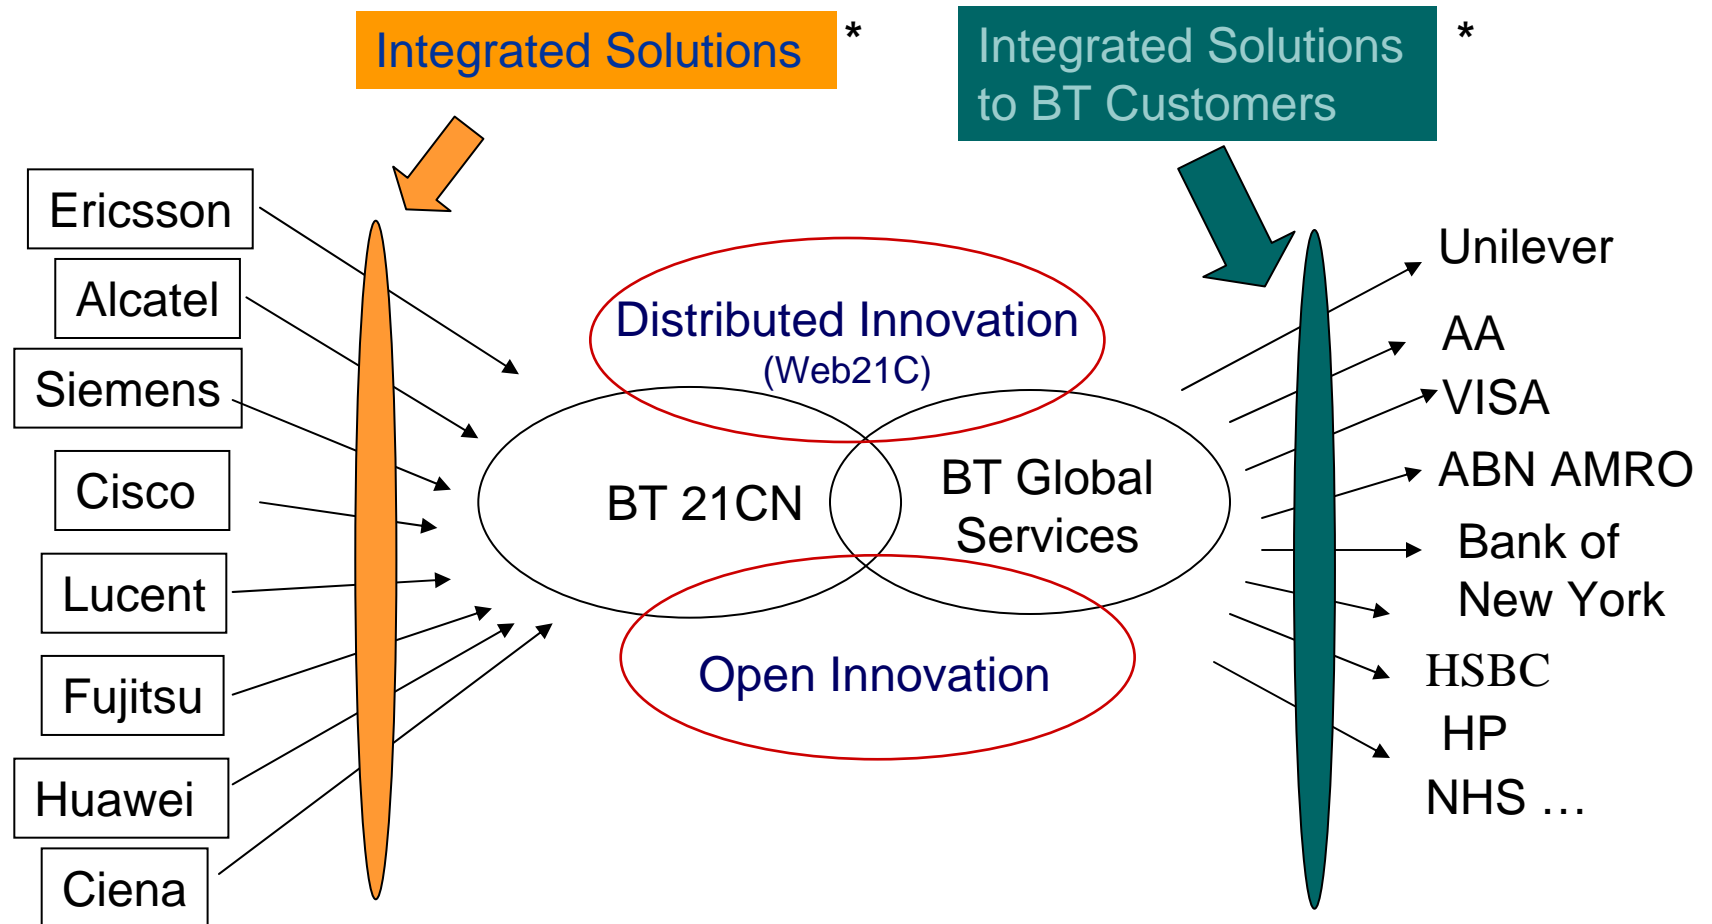 Integrated Solutions *
Integrated Solutions *
to BT Customers
Ericsson
Alcatel
Siemens
Cisco
Lucent
Fujitsu
Huawei
Ciena
Distributed Innovation
(Web21C)
BT 21CN
BT Global
Services
Open Innovation
Unilever
AA
VISA
ABN AMRO
Bank of
New York
HSBC
HP
NHS …